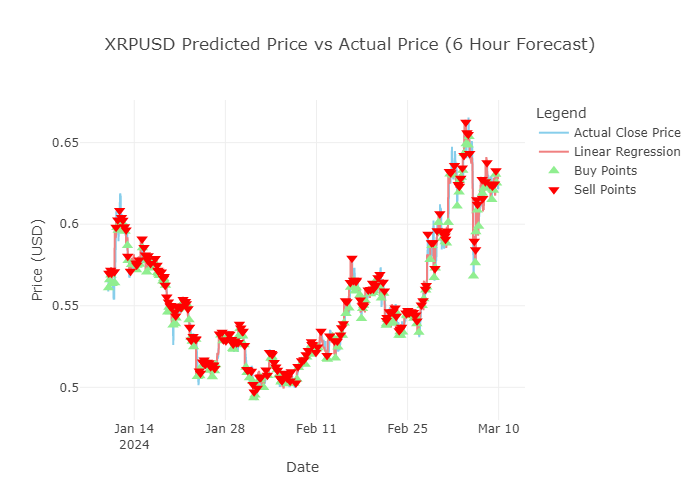 XRPUSD Predicted Price vs Actual Price (6 Hour Forecast)
Legend
Actual Close Price
Linear Regression
Buy Points
Sell Points
0.65
0.6
0.55
0.5
Price (USD)
Jan 14
2024
Jan 28
Feb 11
Feb 25
Mar 10
Date